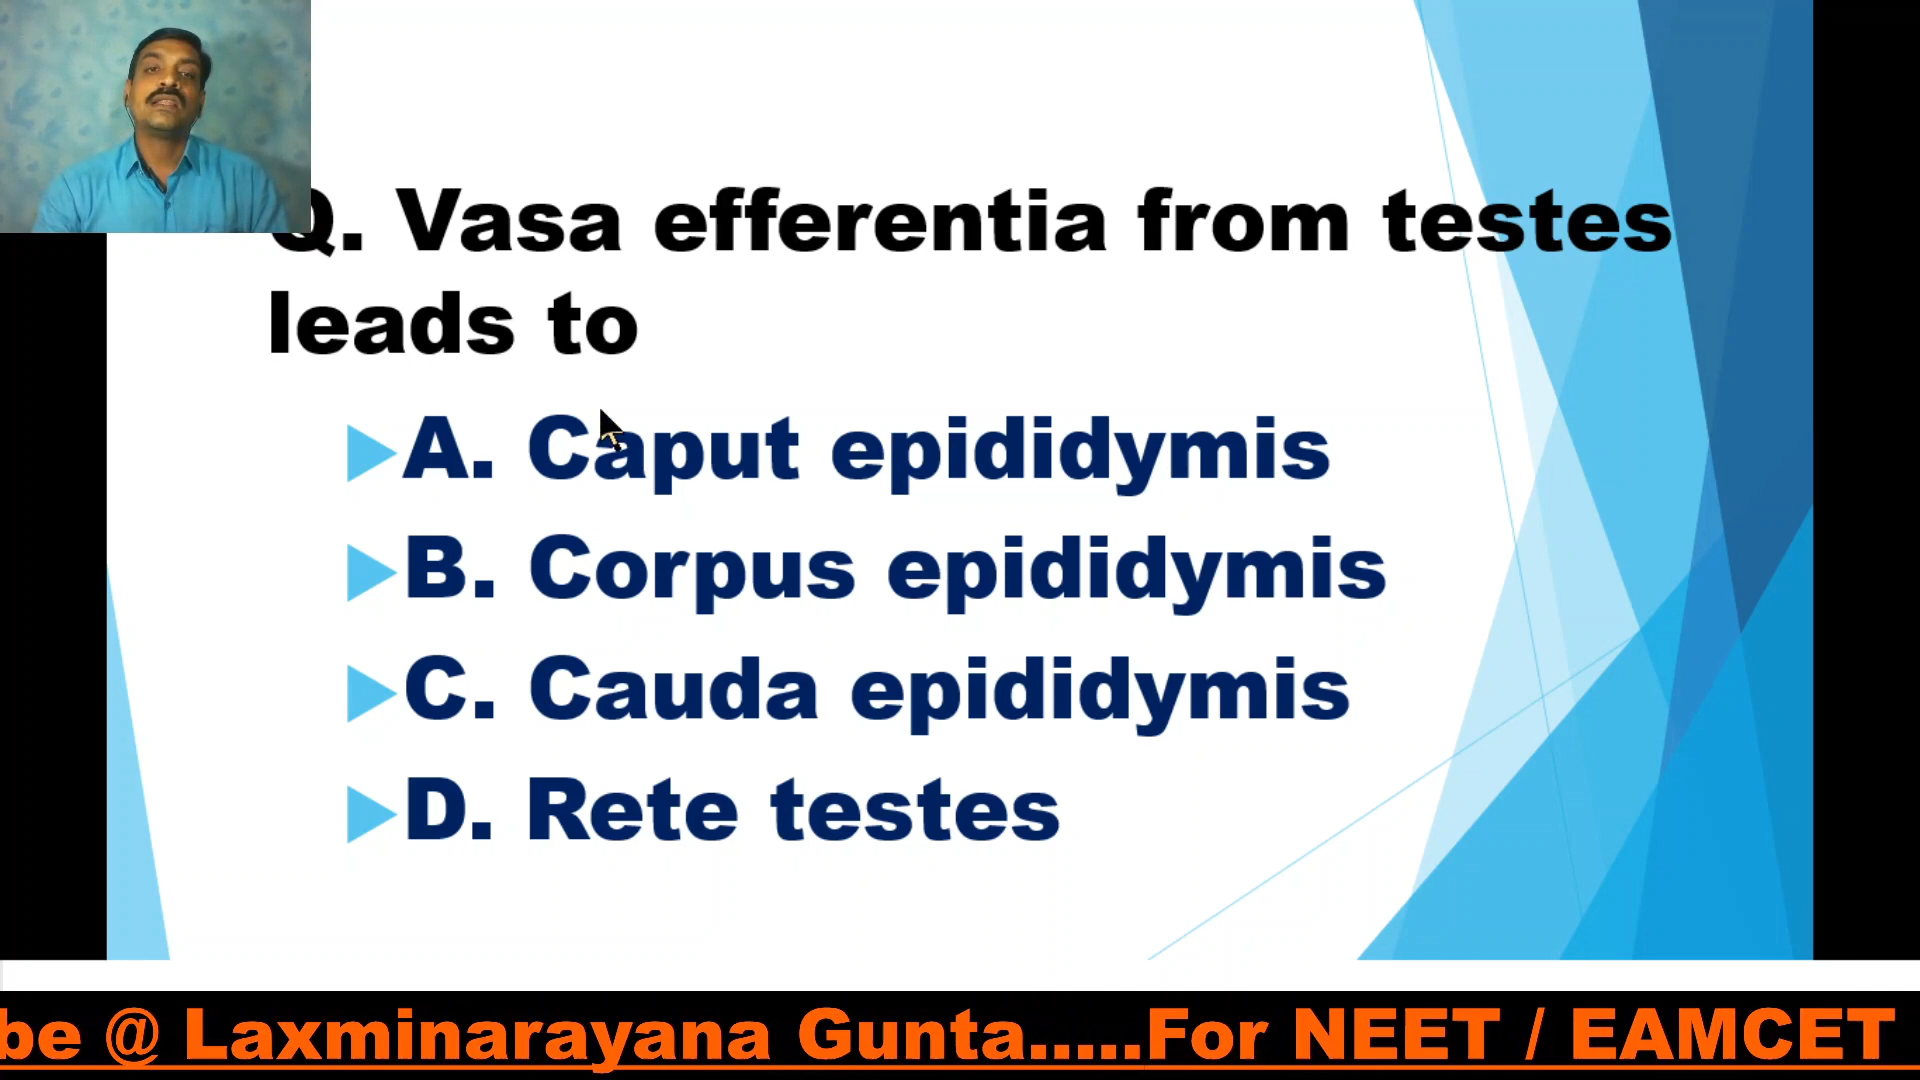 Q. Vasa efferentia from testes
leads to
A. Caput epididymis
B. Corpus epididymis
C. Cauda epididymis
D. Rete testes
be @ Laxminarayana Gunta.....For NEET / EAMCET